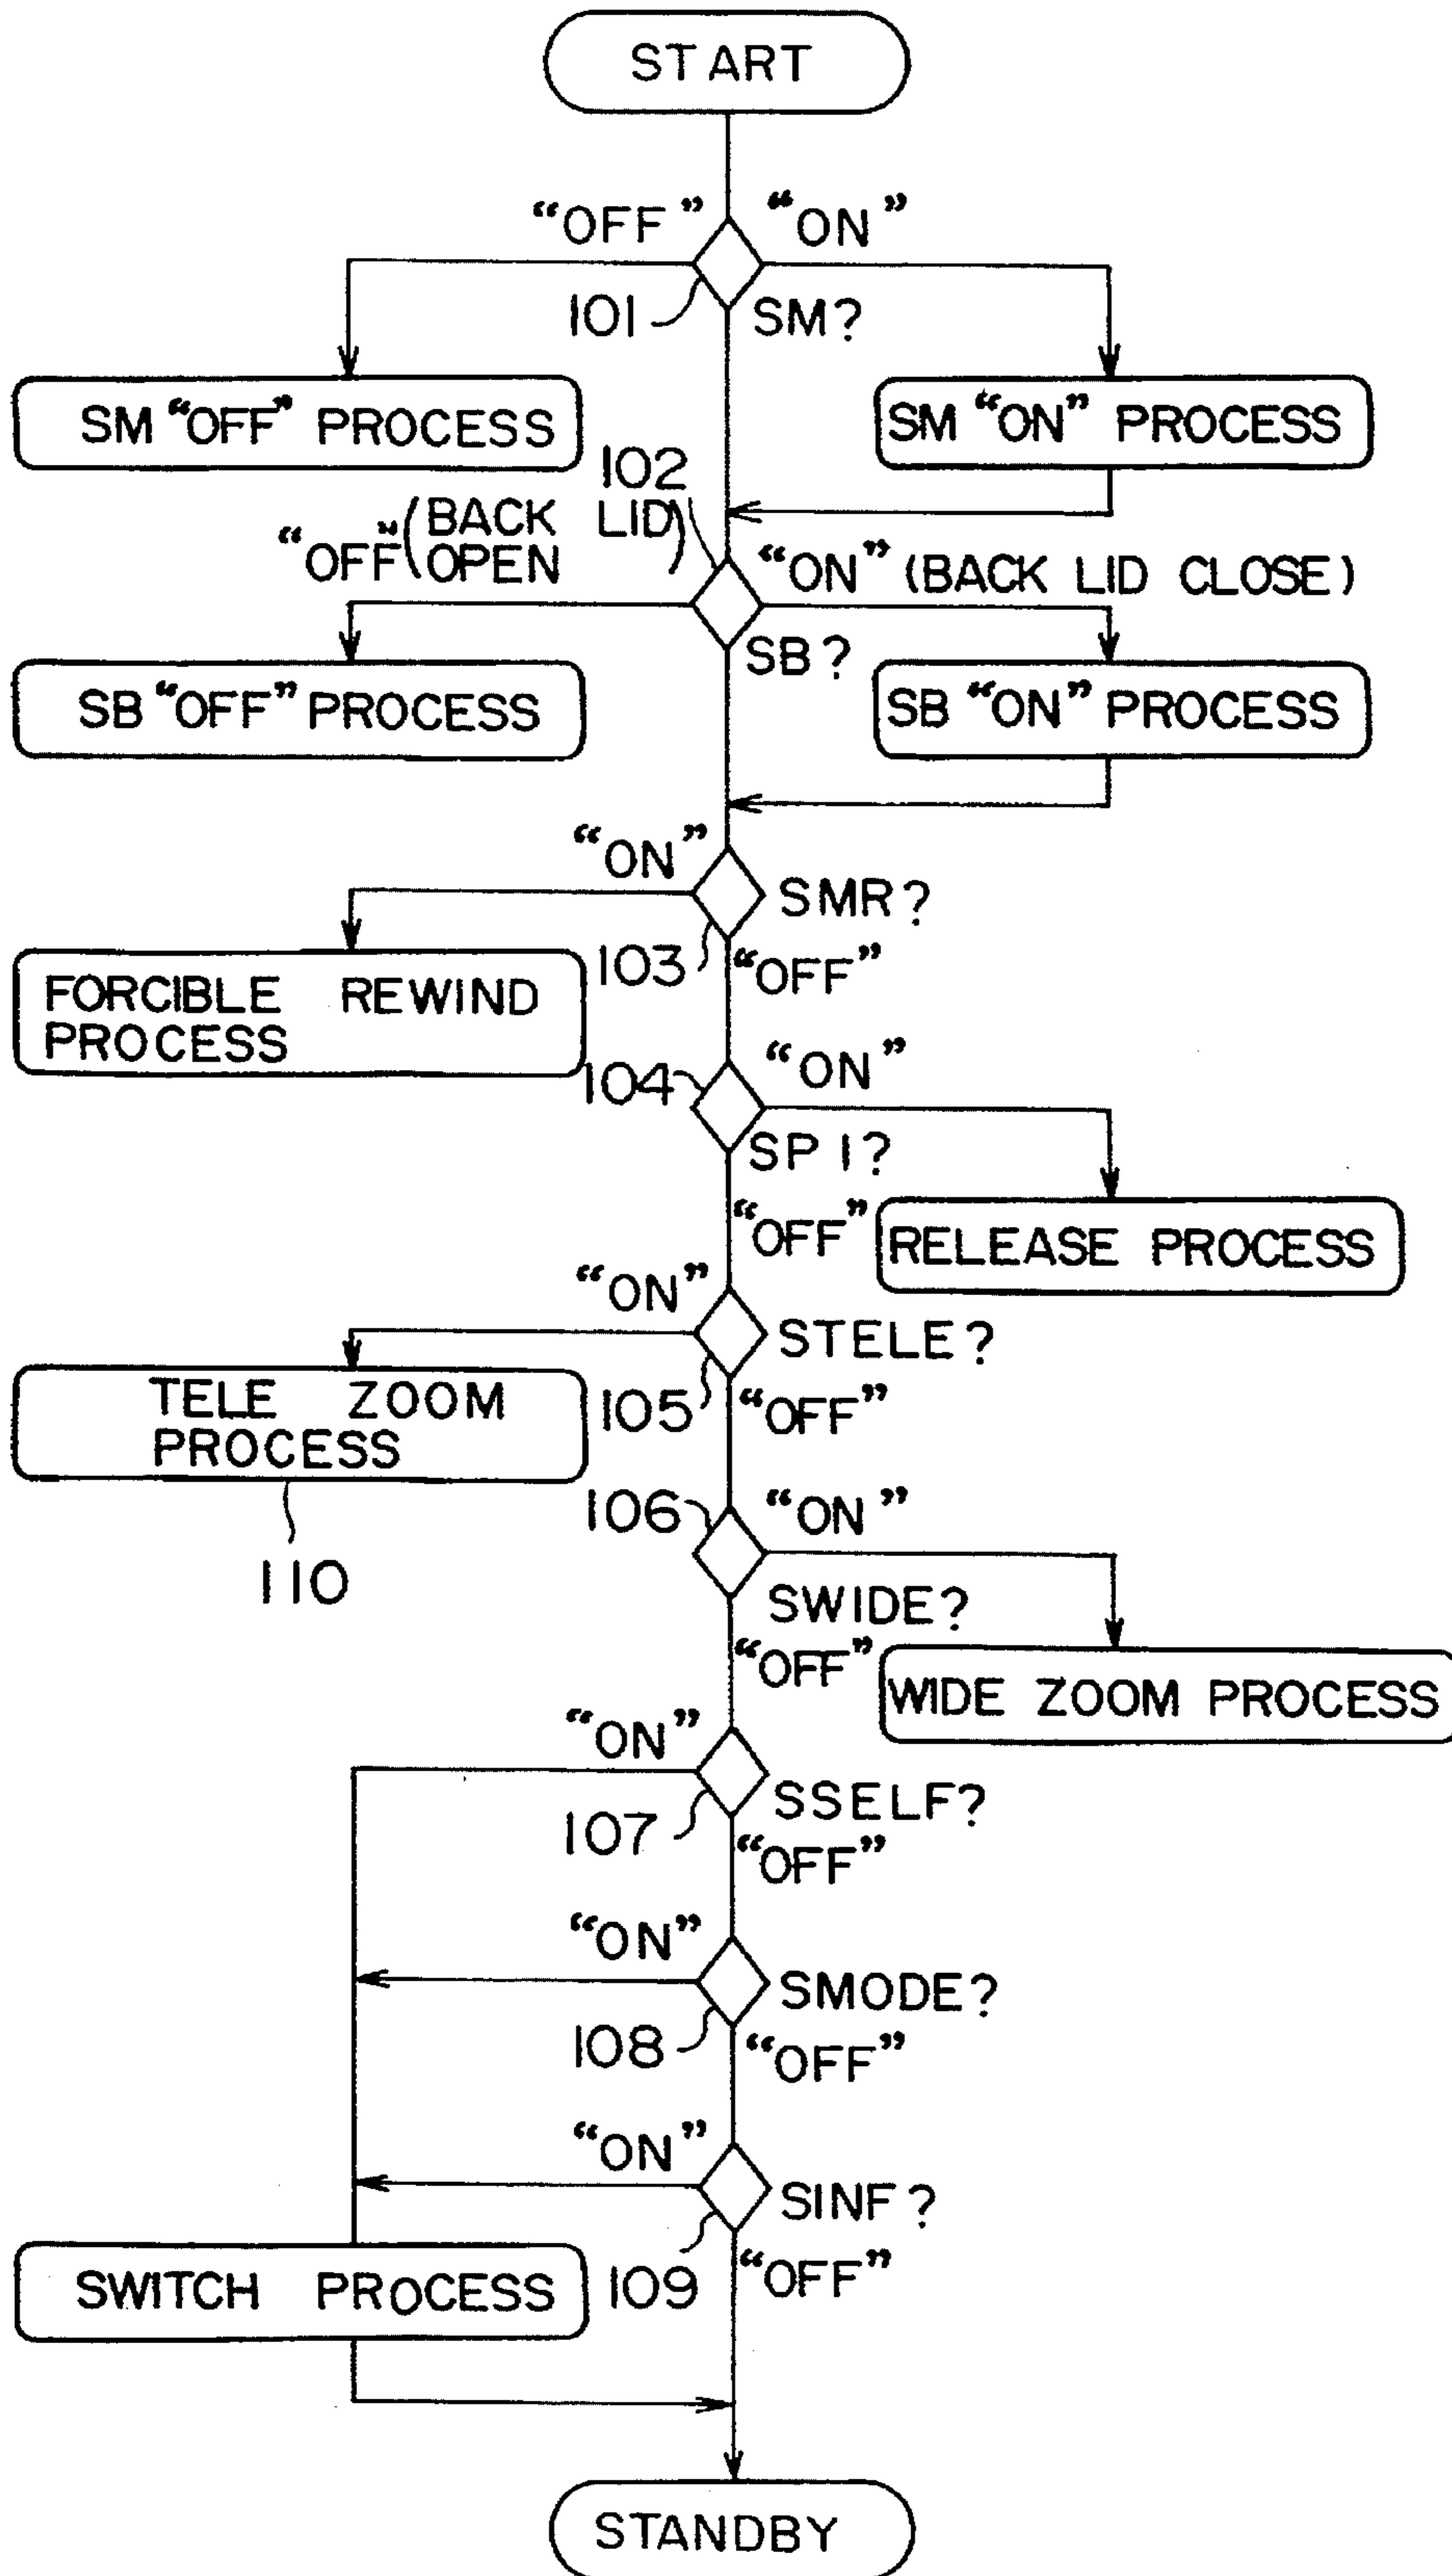 START
“OFF” “ON”
101 SM?
SM “OFF” PROCESS
SM “ON” PROCESS
102
“OFF” (BACK LID
OPEN)
“ON” (BACK LID CLOSE)
SB?
SB “OFF” PROCESS
SB “ON” PROCESS
“ON”
SMR?
103 “OFF”
FORCIBLE REWIND
PROCESS
104 “ON”
SP1?
“OFF”
RELEASE PROCESS
“ON”
STELE?
105 “OFF”
TELE ZOOM
PROCESS
110
106 “ON”
SWIDE?
“OFF”
WIDE ZOOM PROCESS
“ON”
SSELF?
107 “OFF”
“ON”
SMODE?
108 “OFF”
“ON”
SINF?
109 “OFF”
SWITCH PROCESS
STANDBY